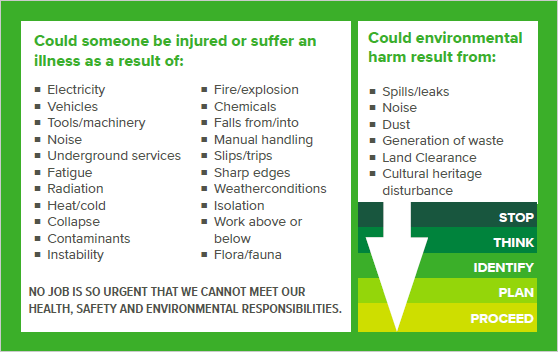 Could someone be injured or suffer an
illness as a result of:
▪ Electricity
▪ Vehicles
▪ Tools/machinery
▪ Noise
▪ Underground services
▪ Fatigue
▪ Radiation
▪ Heat/cold
▪ Collapse
▪ Contaminants
▪ Instability
▪ Fire/explosion
▪ Chemicals
▪ Falls from/into
▪ Manual handling
▪ Slips/trips
▪ Sharp edges
▪ Weatherconditions
▪ Isolation
▪ Work above or
below
▪ Flora/fauna
NO JOB IS SO URGENT THAT WE CANNOT MEET OUR
HEALTH, SAFETY AND ENVIRONMENTAL RESPONSIBILITIES.
Could environmental
harm result from:
▪ Spills/leaks
▪ Noise
▪ Dust
▪ Generation of waste
▪ Land Clearance
▪ Cultural heritage
disturbance
STOP
THINK
IDENTIFY
PLAN
PROCEED